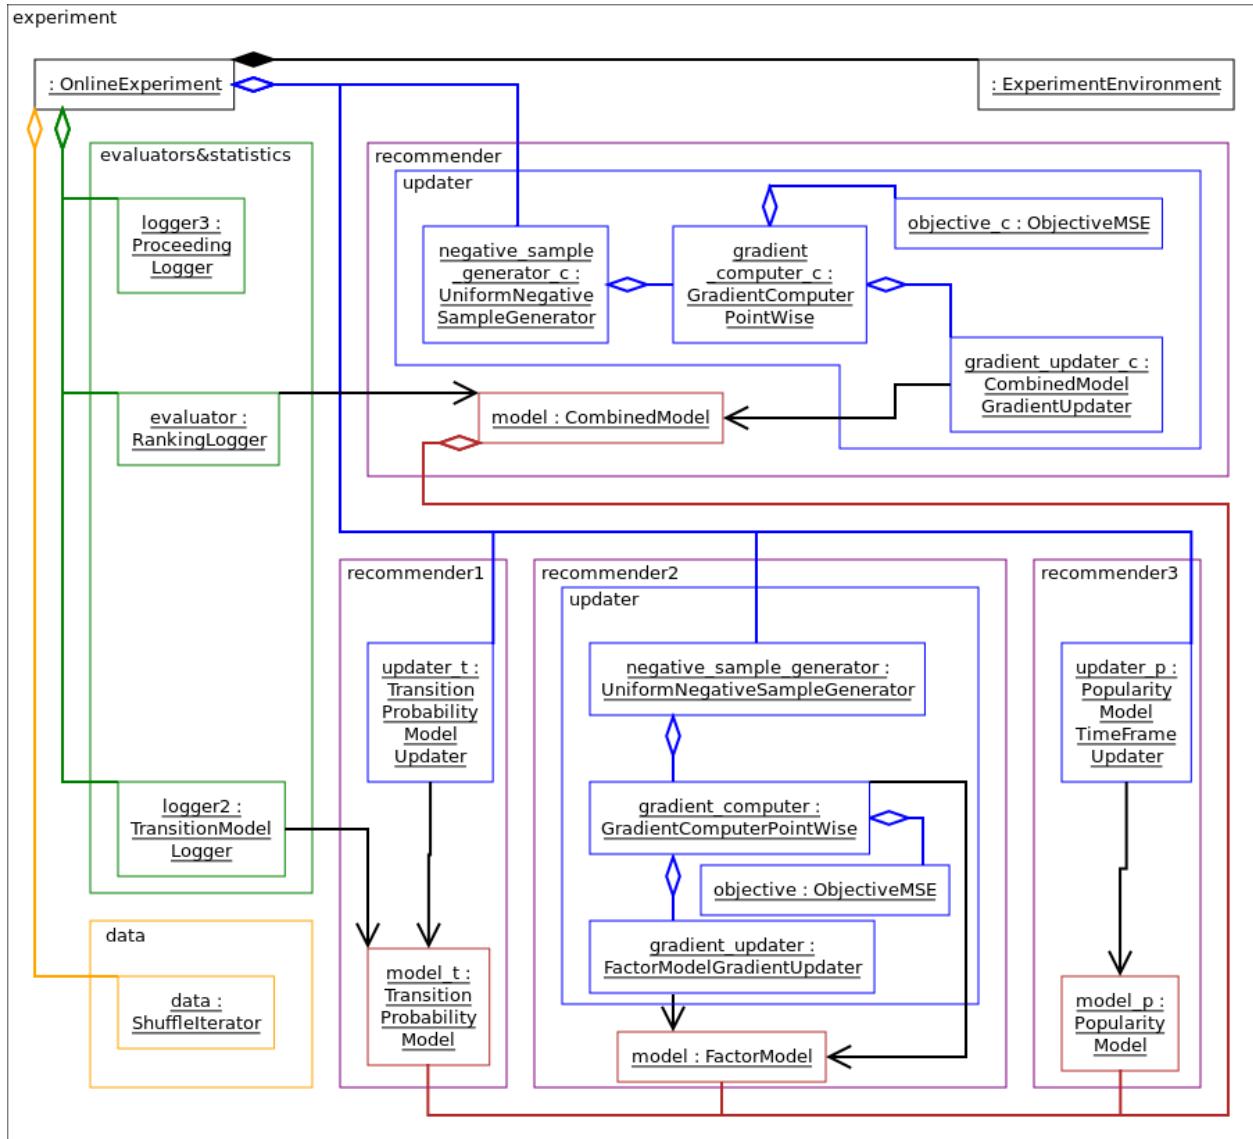 experiment
: OnlineExperiment
: ExperimentEnvironment
evaluators&statistics
logger3 :
Proceeding
Logger
evaluator :
RankingLogger
logger2 :
TransitionModel
Logger
data
data :
ShuffleIterator
recommender
updater
negative_sample
_generator_c :
UniformNegative
SampleGenerator
gradient
_computer_c :
GradientComputer
PointWise
objective_c : ObjectiveMSE
gradient_updater_c :
CombinedModel
GradientUpdater
model : CombinedModel
recommender1
updater_t :
Transition
Probability
Model
Updater
model_t :
Transition
Probability
Model
recommender2
updater
negative_sample_generator :
UniformNegativeSampleGenerator
gradient_computer :
GradientComputerPointWise
objective : ObjectiveMSE
gradient_updater :
FactorModelGradientUpdater
model : FactorModel
recommender3
updater_p :
Popularity
Model
TimeFrame
Updater
model_p :
Popularity
Model